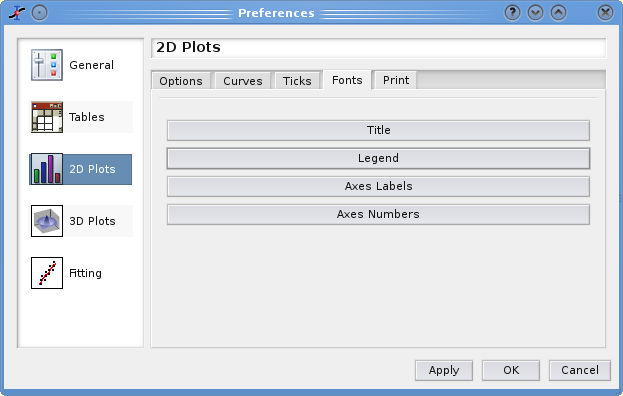 Preferences
General
Tables
2D Plots
3D Plots
Fitting
2D Plots
Options Curves Ticks Fonts Print
Title
Legend
Axes Labels
Axes Numbers
Apply OK Cancel